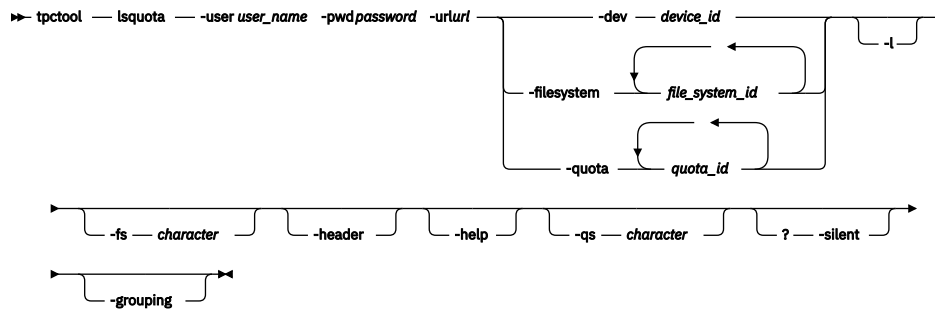 tpctool lsquota -user user_name -pwd password -url url -dev device_id -l
-filesystem file_system_id
-quota quota_id
-fs character -header -help -qs character ? -silent
-grouping